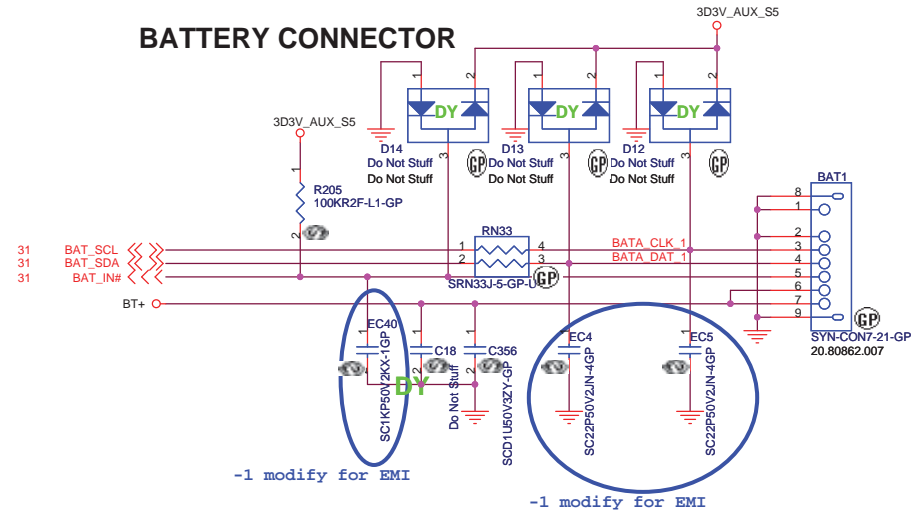 BATTERY CONNECTOR
3D3V_AUX_S5
1
2
1
2
1
2
DY
DY
DY
3
3
3
D14
Do Not Stuff
Do Not Stuff
D13
Do Not Stuff
Do Not Stuff
D12
Do Not Stuff
Do Not Stuff
GP
GP
GP
3D3V_AUX_S5
1
R205
100KR2F-L1-GP
2
BAT1
8
1
2
3
4
5
6
7
9
GP
SYN-CON7-21-GP
20.80862.007
31 BAT_SCL
31 BAT_SDA
31 BAT_IN#
BT+
RN33
1
2
4
3
SRN33J-5-GP-U
GP
BATA_CLK_1
BATA_DAT_1
EC40
1
2
SC1KP50V2KX-1GP
C18
1
2
DY
Do Not Stuff
C356
1
2
SCD1U50V3ZY-GP
EC4
1
2
SC22P50V2JN-4GP
EC5
1
2
SC22P50V2JN-4GP
-1 modify for EMI
-1 modify for EMI